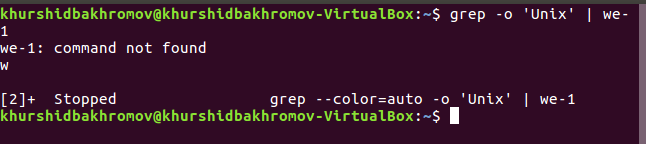 khurshidbakhromov@khurshidbakhromov-VirtualBox:~$ grep -o 'Unix' | we-
1
we-1: command not found
w
[2]+  Stopped                 grep --color=auto -o 'Unix' | we-1
khurshidbakhromov@khurshidbakhromov-VirtualBox:~$